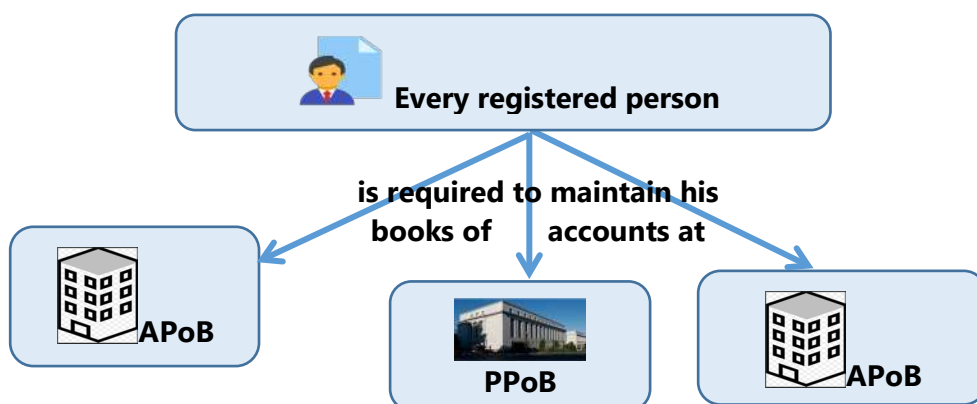 Every registered person
is required to maintain his
books of accounts at
APoB
PPoB
APoB